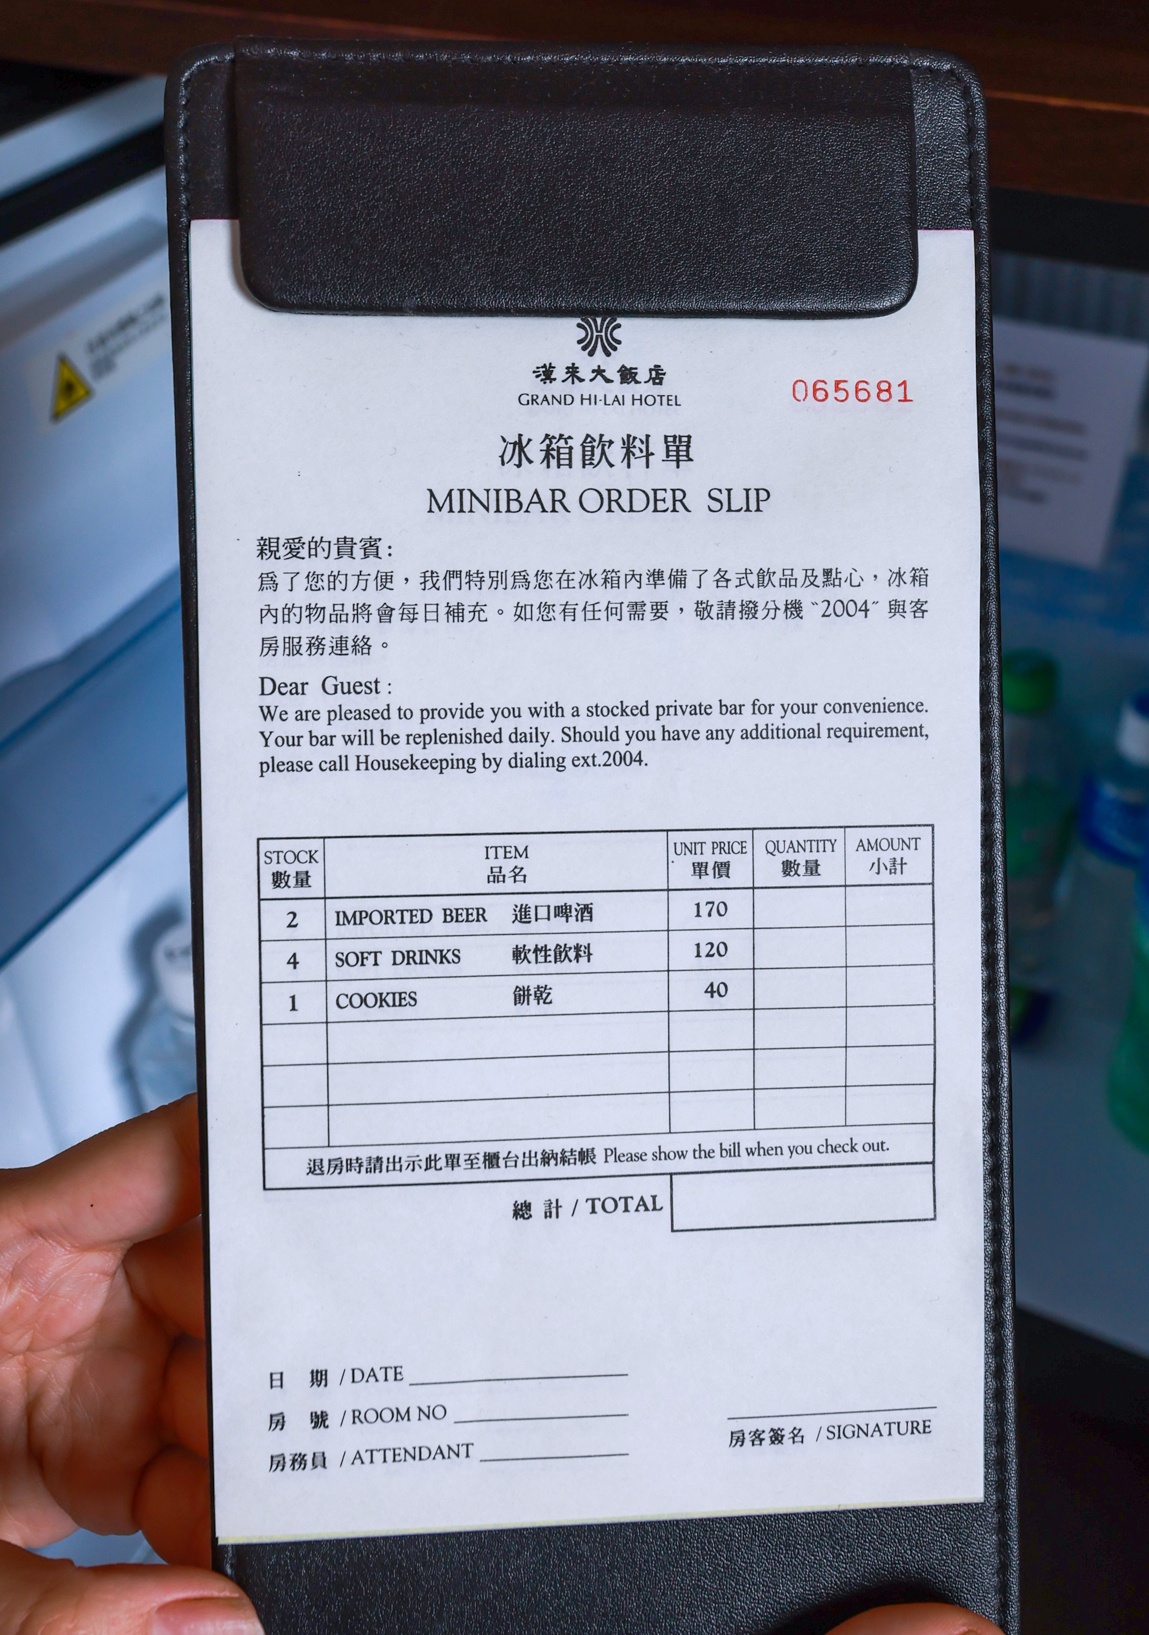 漢來大飯店
GRAND HI-LAI HOTEL
065681
冰箱飲料單
MINIBAR ORDER SLIP
親愛的貴賓:
爲了您的方便，我們特別爲您在冰箱內準備了各式飲品及點心，冰箱
內的物品將會每日補充。如您有任何需要，敬請撥分機〝2004〞與客
房服務連絡。
Dear Guest :
We are pleased to provide you with a stocked private bar for your convenience.
Your bar will be replenished daily. Should you have any additional requirement,
please call Housekeeping by dialing ext.2004.
STOCK ITEM UNIT PRICE QUANTITY AMOUNT
數量 品名 單價 數量 小計
2 IMPORTED BEER 進口啤酒 170
4 SOFT DRINKS 軟性飲料 120
1 COOKIES 餅乾 40
退房時請出示此單至櫃台出納結帳 Please show the bill when you check out.
總 計 / TOTAL
日 期 / DATE
房 號 / ROOM NO
房務員 / ATTENDANT
房客簽名 / SIGNATURE